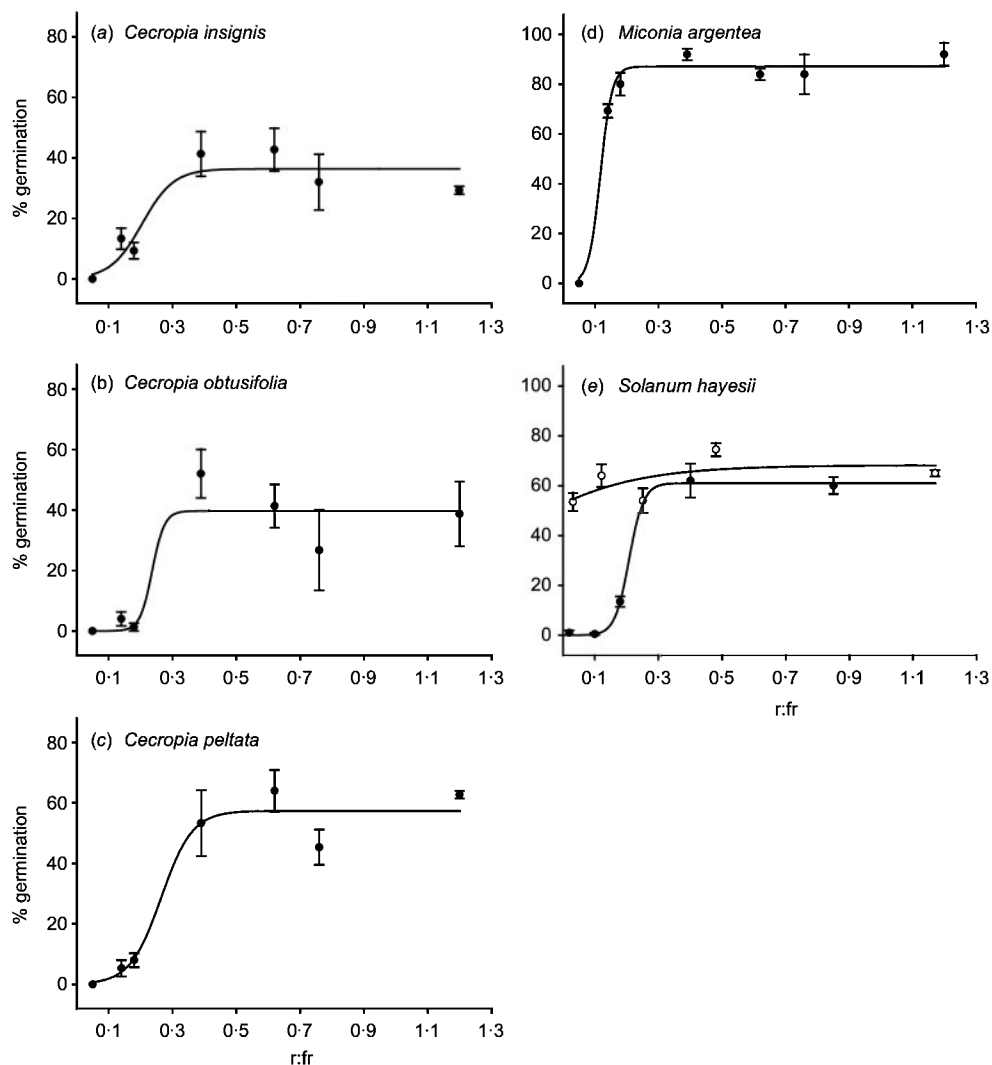 (a) Cecropia insignis
80
60
40
20
0
% germination
0·1 0·3 0·5 0·7 0·9 1·1 1·3
(b) Cecropia obtusifolia
80
60
40
20
0
% germination
0·1 0·3 0·5 0·7 0·9 1·1 1·3
(c) Cecropia peltata
80
60
40
20
0
% germination
0·1 0·3 0·5 0·7 0·9 1·1 1·3
r:fr
(d) Miconia argentea
100
80
60
40
20
0
0·1 0·3 0·5 0·7 0·9 1·1 1·3
(e) Solanum hayesii
100
80
60
40
20
0
0·1 0·3 0·5 0·7 0·9 1·1 1·3
r:fr